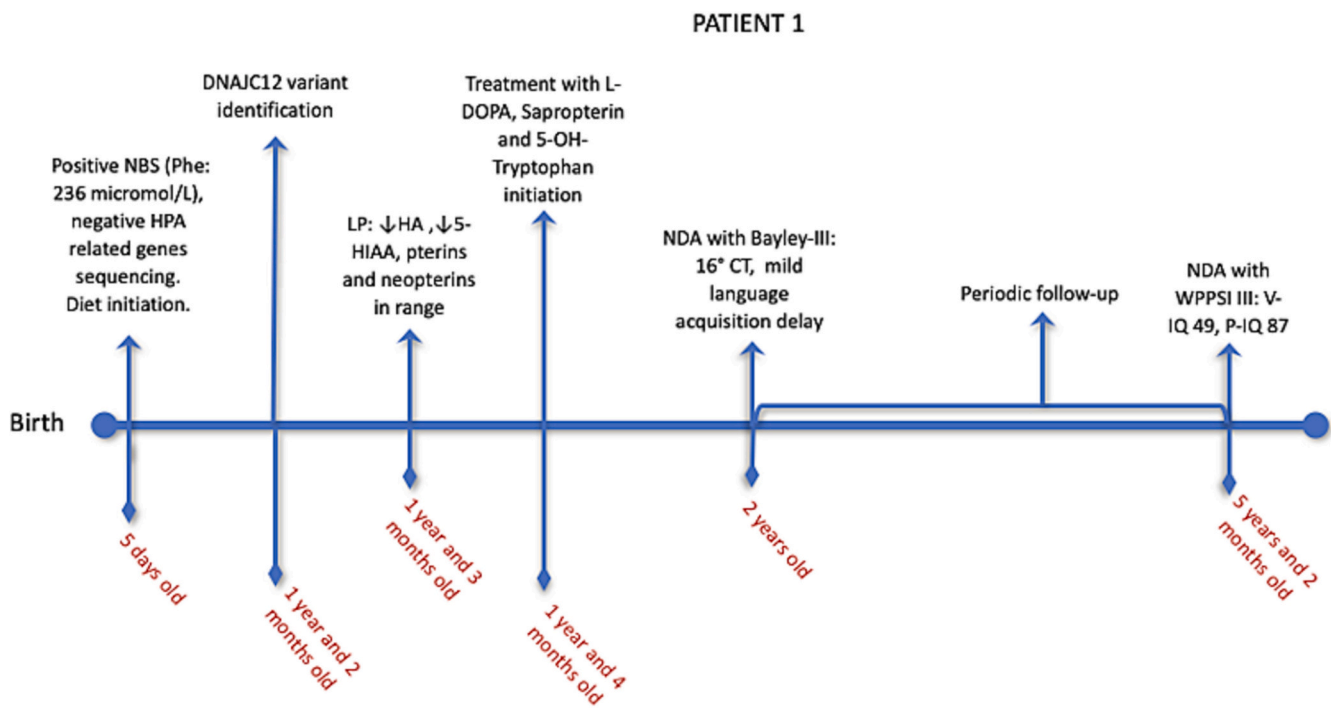 PATIENT 1
Positive NBS (Phe:
236 micromol/L),
negative HPA
related genes
sequencing.
Diet initiation.
DNAJC12 variant
identification
LP: ↓HA ,↓5-
HIAA, pterins
and neopterins
in range
Treatment with L-
DOPA, Sapropterin
and 5-OH-
Tryptophan
initiation
NDA with Bayley-III:
16° CT, mild
language
acquisition delay
Periodic follow-up
NDA with
WPPSI III: V-
IQ 49, P-IQ 87
Birth
5 days old
1 year and 2
months old
1 year and 3
months old
1 year and 4
months old
2 years old
5 years and 2
months old